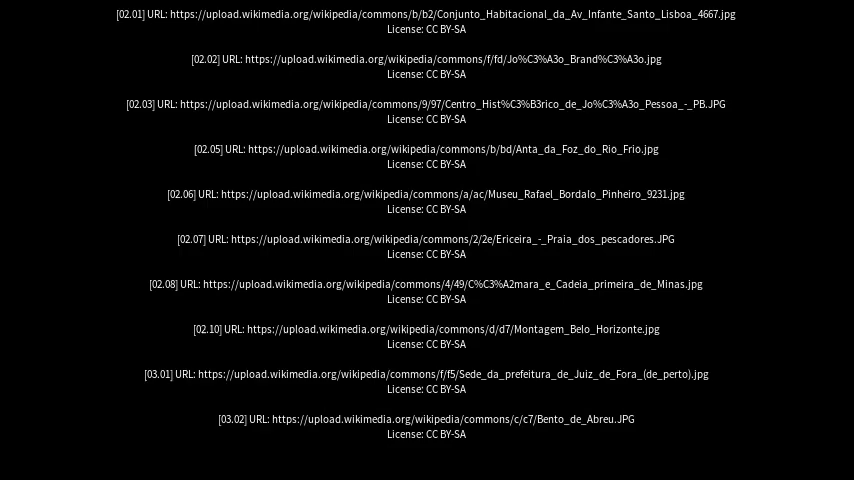 [02.01] URL: https://upload.wikimedia.org/wikipedia/commons/b/b2/Conjunto_Habitacional_da_Av_Infante_Santo_Lisboa_4667.jpg
License: CC BY-SA
[02.02] URL: https://upload.wikimedia.org/wikipedia/commons/f/fd/Jo%C3%A3o_Brand%C3%A3o.jpg
License: CC BY-SA
[02.03] URL: https://upload.wikimedia.org/wikipedia/commons/9/97/Centro_Hist%C3%B3rico_de_Jo%C3%A3o_Pessoa_-_PB.JPG
License: CC BY-SA
[02.05] URL: https://upload.wikimedia.org/wikipedia/commons/b/bd/Anta_da_Foz_do_Rio_Frio.jpg
License: CC BY-SA
[02.06] URL: https://upload.wikimedia.org/wikipedia/commons/a/ac/Museu_Rafael_Bordalo_Pinheiro_9231.jpg
License: CC BY-SA
[02.07] URL: https://upload.wikimedia.org/wikipedia/commons/2/2e/Ericeira_-_Praia_dos_pescadores.JPG
License: CC BY-SA
[02.08] URL: https://upload.wikimedia.org/wikipedia/commons/4/49/C%C3%A2mara_e_Cadeia_primeira_de_Minas.jpg
License: CC BY-SA
[02.10] URL: https://upload.wikimedia.org/wikipedia/commons/d/d7/Montagem_Belo_Horizonte.jpg
License: CC BY-SA
[03.01] URL: https://upload.wikimedia.org/wikipedia/commons/f/f5/Sede_da_prefeitura_de_Juiz_de_Fora_(de_perto).jpg
License: CC BY-SA
[03.02] URL: https://upload.wikimedia.org/wikipedia/commons/c/c7/Bento_de_Abreu.JPG
License: CC BY-SA